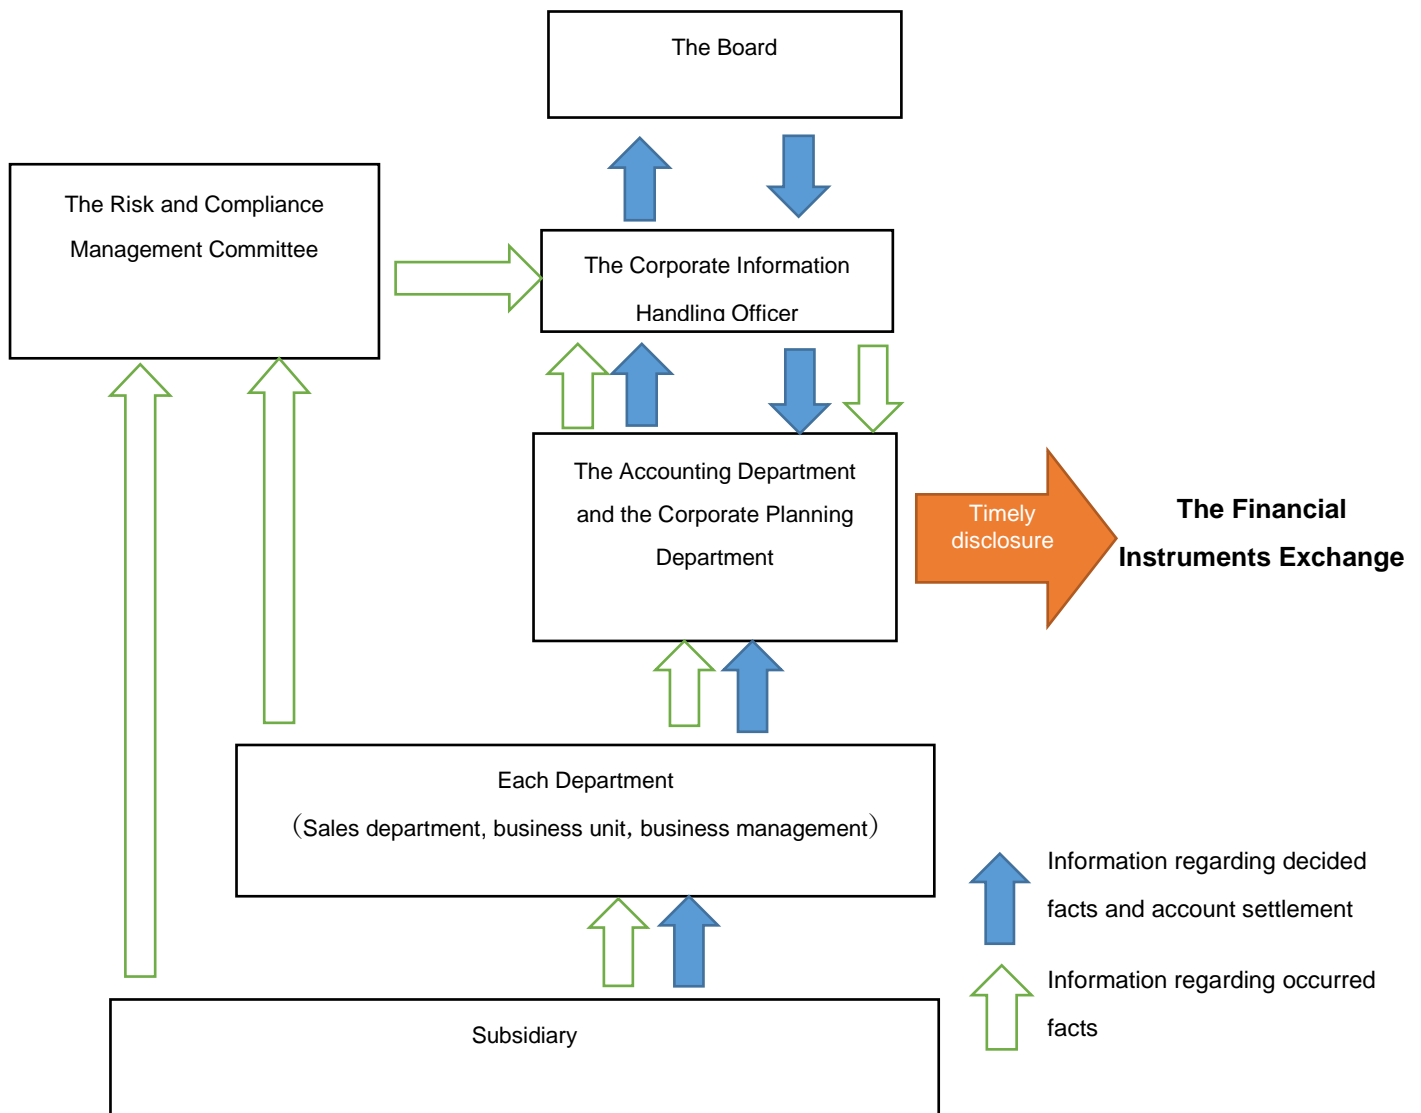 The Board
The Risk and Compliance
Management Committee
The Corporate Information
Handling Officer
The Accounting Department
and the Corporate Planning
Department
Timely
disclosure
The Financial
Instruments Exchange
Each Department
（Sales department, business unit, business management）
Information regarding decided
facts and account settlement
Information regarding occurred
facts
Subsidiary